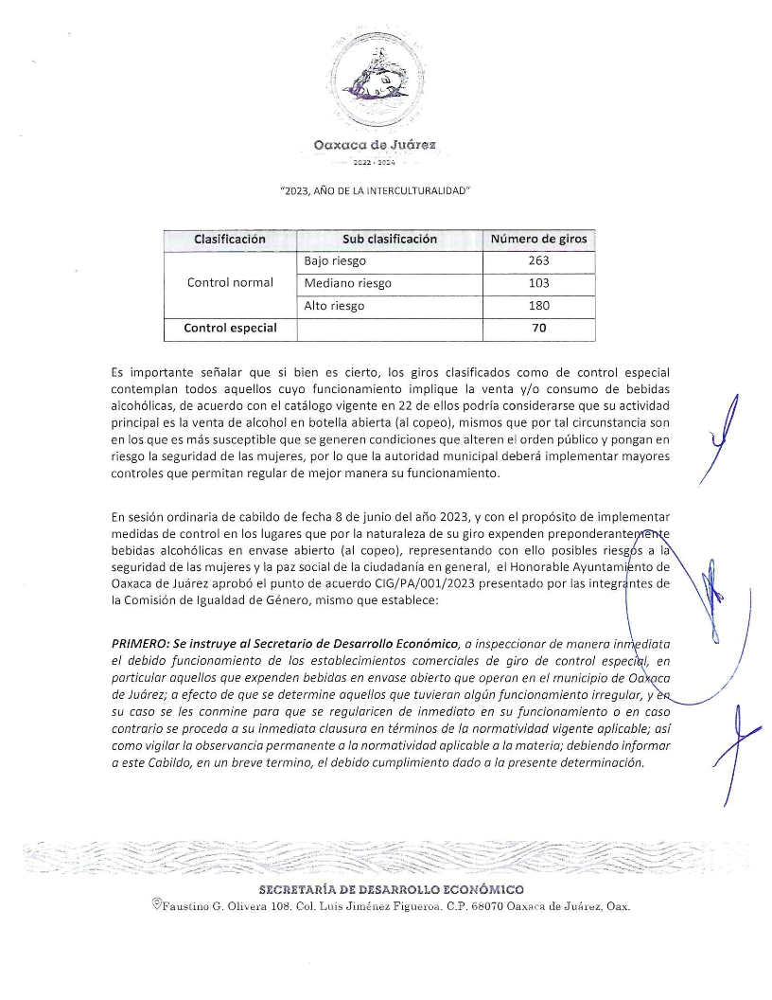 Oaxaca de Juárez
2022 - 2024
"2023, AÑO DE LA INTERCULTURALIDAD"
Clasificación Sub clasificación Número de giros
Control normal Bajo riesgo 263
Mediano riesgo 103
Alto riesgo 180
Control especial 70
Es importante señalar que si bien es cierto, los giros clasificados como de control especial
contemplan todos aquellos cuyo funcionamiento implique la venta y/o consumo de bebidas
alcohólicas, de acuerdo con el catálogo vigente en 22 de ellos podría considerarse que su actividad
principal es la venta de alcohol en botella abierta (al copeo), mismos que por tal circunstancia son
en los que es más susceptible que se generen condiciones que alteren el orden público y pongan en
riesgo la seguridad de las mujeres, por lo que la autoridad municipal deberá implementar mayores
controles que permitan regular de mejor manera su funcionamiento.
En sesión ordinaria de cabildo de fecha 8 de junio del año 2023, y con el propósito de implementar
medidas de control en los lugares que por la naturaleza de su giro expenden preponderantemente
bebidas alcohólicas en envase abierto (al copeo), representando con ello posibles riesgos a la
seguridad de las mujeres y la paz social de la ciudadanía en general, el Honorable Ayuntamiento de
Oaxaca de Juárez aprobó el punto de acuerdo CIG/PA/001/2023 presentado por las integrantes de
la Comisión de Igualdad de Género, mismo que establece:
PRIMERO: Se instruye al Secretario de Desarrollo Económico, a inspeccionar de manera inmediata
el debido funcionamiento de los establecimientos comerciales de giro de control especial, en
particular aquellos que expenden bebidas en envase abierto que operan en el municipio de Oaxaca
de Juárez; a efecto de que se determine aquellos que tuvieran algún funcionamiento irregular, y en
su caso se les conmine para que se regularicen de inmediato en su funcionamiento o en caso
contrario se proceda a su inmediata clausura en términos de la normatividad vigente aplicable; así
como vigilar la observancia permanente a la normatividad aplicable a la materia; debiendo informar
a este Cabildo, en un breve termino, el debido cumplimiento dado a la presente determinación.
SECRETARÍA DE DESARROLLO ECONÓMICO
Faustino G. Olivera 108. Col. Luis Jiménez Figueroa. C.P. 68070 Oaxaca de Juárez, Oax.